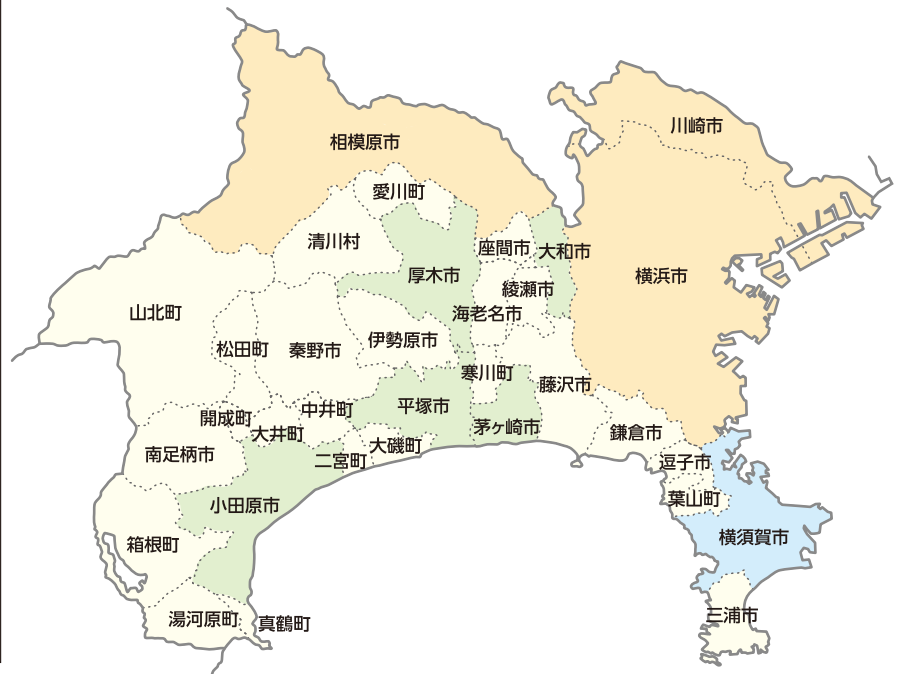 川崎市
相模原市
愛川町
清川村
座間市
大和市
厚木市
横浜市
綾瀬市
山北町
海老名市
伊勢原市
松田町
秦野市
寒川町
藤沢市
開成町
中井町
平塚市
大井町
茅ヶ崎市
鎌倉市
大磯町
南足柄市
二宮町
逗子市
葉山町
小田原市
横須賀市
箱根町
三浦市
湯河原町
真鶴町